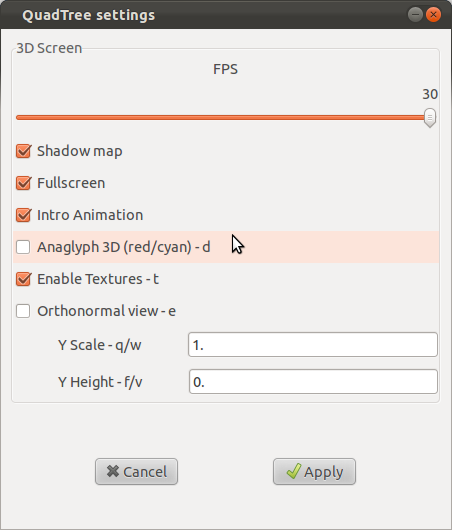 QuadTree settings
3D Screen
FPS
30
Shadow map
Fullscreen
Intro Animation
Anaglyph 3D (red/cyan) - d
Enable Textures - t
Orthonormal view - e
Y Scale - q/w 1.
Y Height - f/v 0.
Cancel Apply